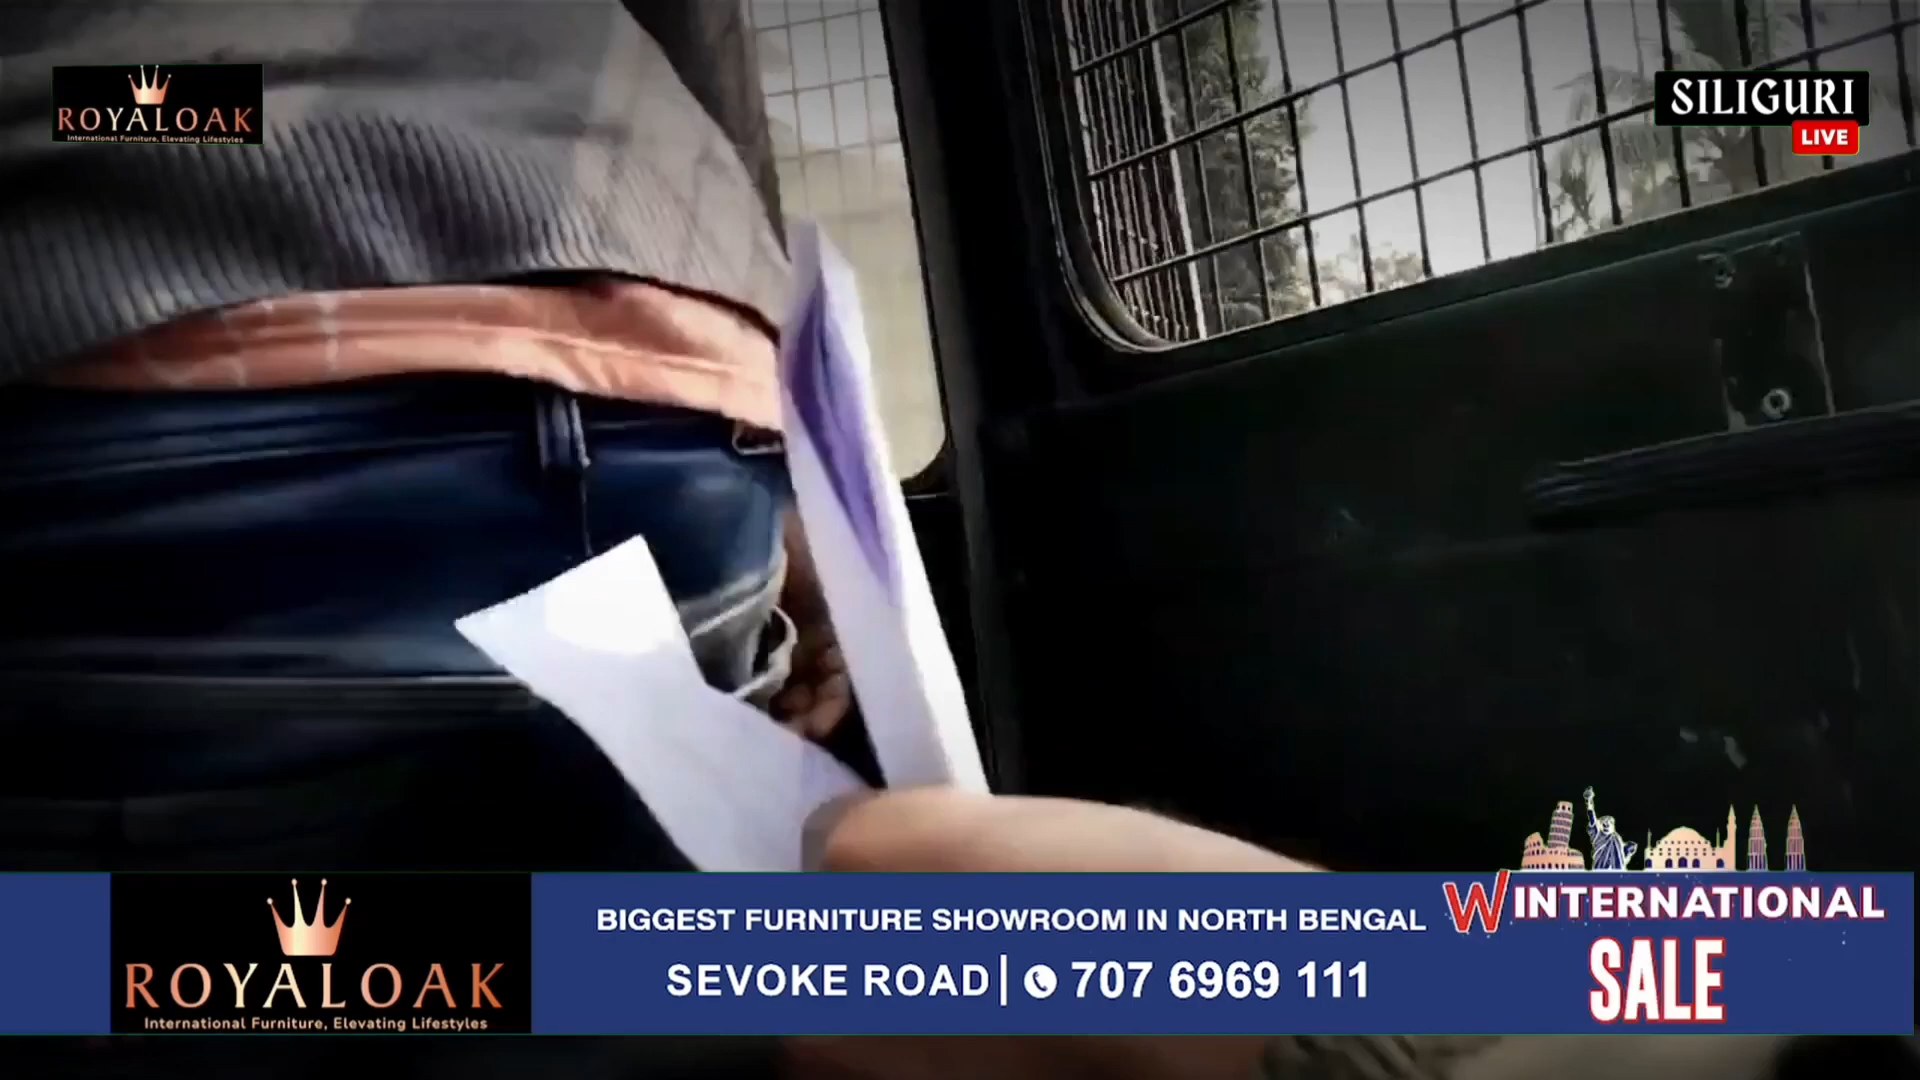 ROYALOAK
International Furniture, Elevating Lifestyles
SILIGURI
LIVE
ROYALOAK
International Furniture, Elevating Lifestyles
BIGGEST FURNITURE SHOWROOM IN NORTH BENGAL
SEVOKE ROAD | 707 6969 111
WINTERNATIONAL
SALE